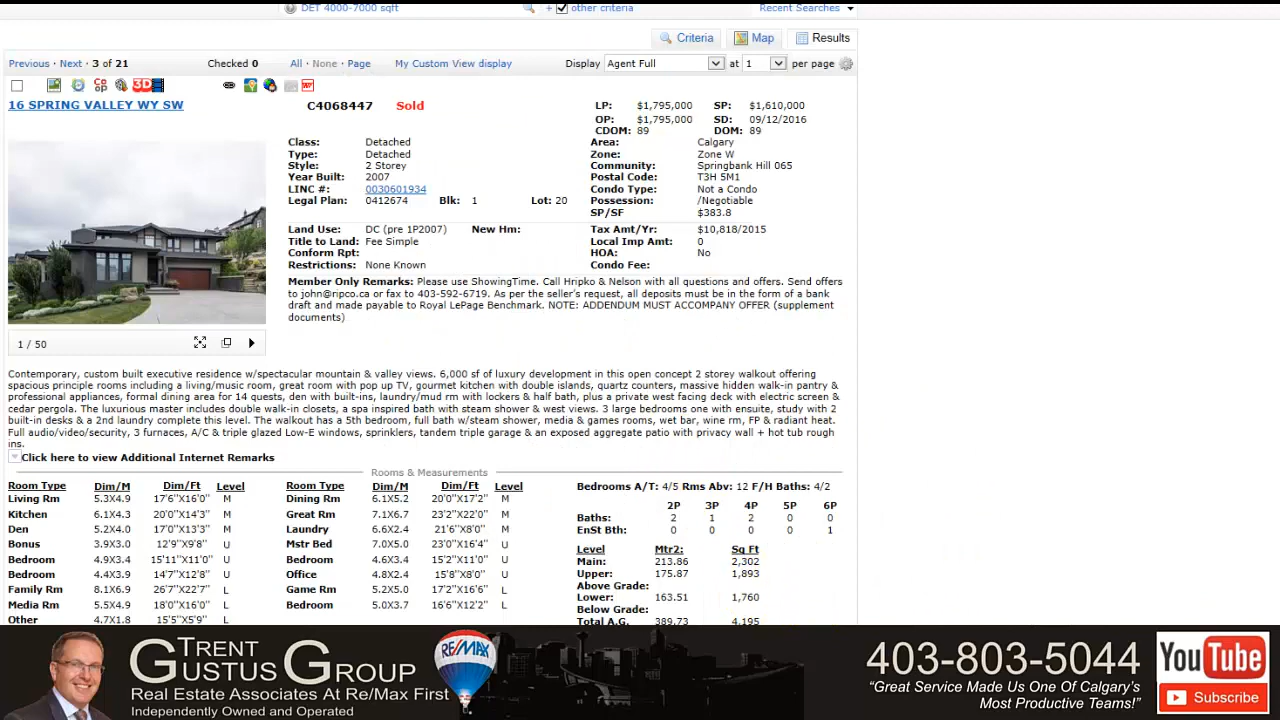 DET 4000-7000 sqft + other criteria Recent Searches
Criteria Map Results
Previous · Next · 3 of 21 Checked 0 All · None · Page My Custom View display Display Agent Full at 1 per page
3D
16 SPRING VALLEY WY SW C4068447 Sold LP: $1,795,000 SP: $1,610,000
OP: $1,795,000 SD: 09/12/2016
CDOM: 89 DOM: 89
Class: Detached Area: Calgary
Type: Detached Zone: Zone W
Style: 2 Storey Community: Springbank Hill 065
Year Built: 2007 Postal Code: T3H 5M1
LINC #: 0030601934 Condo Type: Not a Condo
Legal Plan: 0412674 Blk: 1 Lot: 20 Possession: /Negotiable
SP/SF $383.8
Land Use: DC (pre 1P2007) New Hm: Tax Amt/Yr: $10,818/2015
Title to Land: Fee Simple Local Imp Amt: 0
Conform Rpt: HOA: No
Restrictions: None Known Condo Fee:
Member Only Remarks: Please use ShowingTime. Call Hripko & Nelson with all questions and offers. Send offers
to john@ripco.ca or fax to 403-592-6719. As per the seller's request, all deposits must be in the form of a bank
draft and made payable to Royal LePage Benchmark. NOTE: ADDENDUM MUST ACCOMPANY OFFER (supplement
documents)
1 / 50
Contemporary, custom built executive residence w/spectacular mountain & valley views. 6,000 sf of luxury development in this open concept 2 storey walkout offering
spacious principle rooms including a living/music room, great room with pop up TV, gourmet kitchen with double islands, quartz counters, massive hidden walk-in pantry &
professional appliances, formal dining area for 14 quests, den with built-ins, laundry/mud rm with lockers & half bath, plus a private west facing deck with electric screen &
cedar pergola. The luxurious master includes double walk-in closets, a spa inspired bath with steam shower & west views. 3 large bedrooms one with ensuite, study with 2
built-in desks & a 2nd laundry complete this level. The walkout has a 5th bedroom, full bath w/steam shower, media & games rooms, wet bar, wine rm, FP & radiant heat.
Full audio/video/security, 3 furnaces, A/C & triple glazed Low-E windows, sprinklers, tandem triple garage & an exposed aggregate patio with privacy wall + hot tub rough
ins.
Click here to view Additional Internet Remarks
Rooms & Measurements
Room Type Dim/M Dim/Ft Level Room Type Dim/M Dim/Ft Level Bedrooms A/T: 4/5 Rms Abv: 12 F/H Baths: 4/2
Living Rm 5.3X4.9 17'6"X16'0" M Dining Rm 6.1X5.2 20'0"X17'2" M
2P 3P 4P 5P 6P
Kitchen 6.1X4.3 20'0"X14'3" M Great Rm 7.1X6.7 23'2"X22'0" M Baths: 2 1 2 0 0
Den 5.2X4.0 17'0"X13'3" M Laundry 6.6X2.4 21'6"X8'0" M EnSt Bth: 0 0 0 0 1
Bonus 3.9X3.0 12'9"X9'8" U Mstr Bed 7.0X5.0 23'0"X16'4" U Level Mtr2: Sq Ft
Bedroom 4.9X3.4 15'11"X11'0" U Bedroom 4.6X3.4 15'2"X11'0" U Main: 213.86 2,302
Bedroom 4.4X3.9 14'7"X12'8" U Office 4.8X2.4 15'8"X8'0" U Upper: 175.87 1,893
Above Grade:
Family Rm 8.1X6.9 26'7"X22'7" L Game Rm 5.2X5.0 17'2"X16'6" L Lower: 163.51 1,760
Media Rm 5.5X4.9 18'0"X16'0" L Bedroom 5.0X3.7 16'6"X12'2" L Below Grade:
Other 4.7X1.8 15'5"X5'9" L Total A.G. 389.73 4,195
TRENT
GUSTUS GROUP
Real Estate Associates At Re/Max First
Independently Owned and Operated
RE/MAX
403-803-5044
“Great Service Made Us One Of Calgary's
Most Productive Teams!”
YouTube
Subscribe